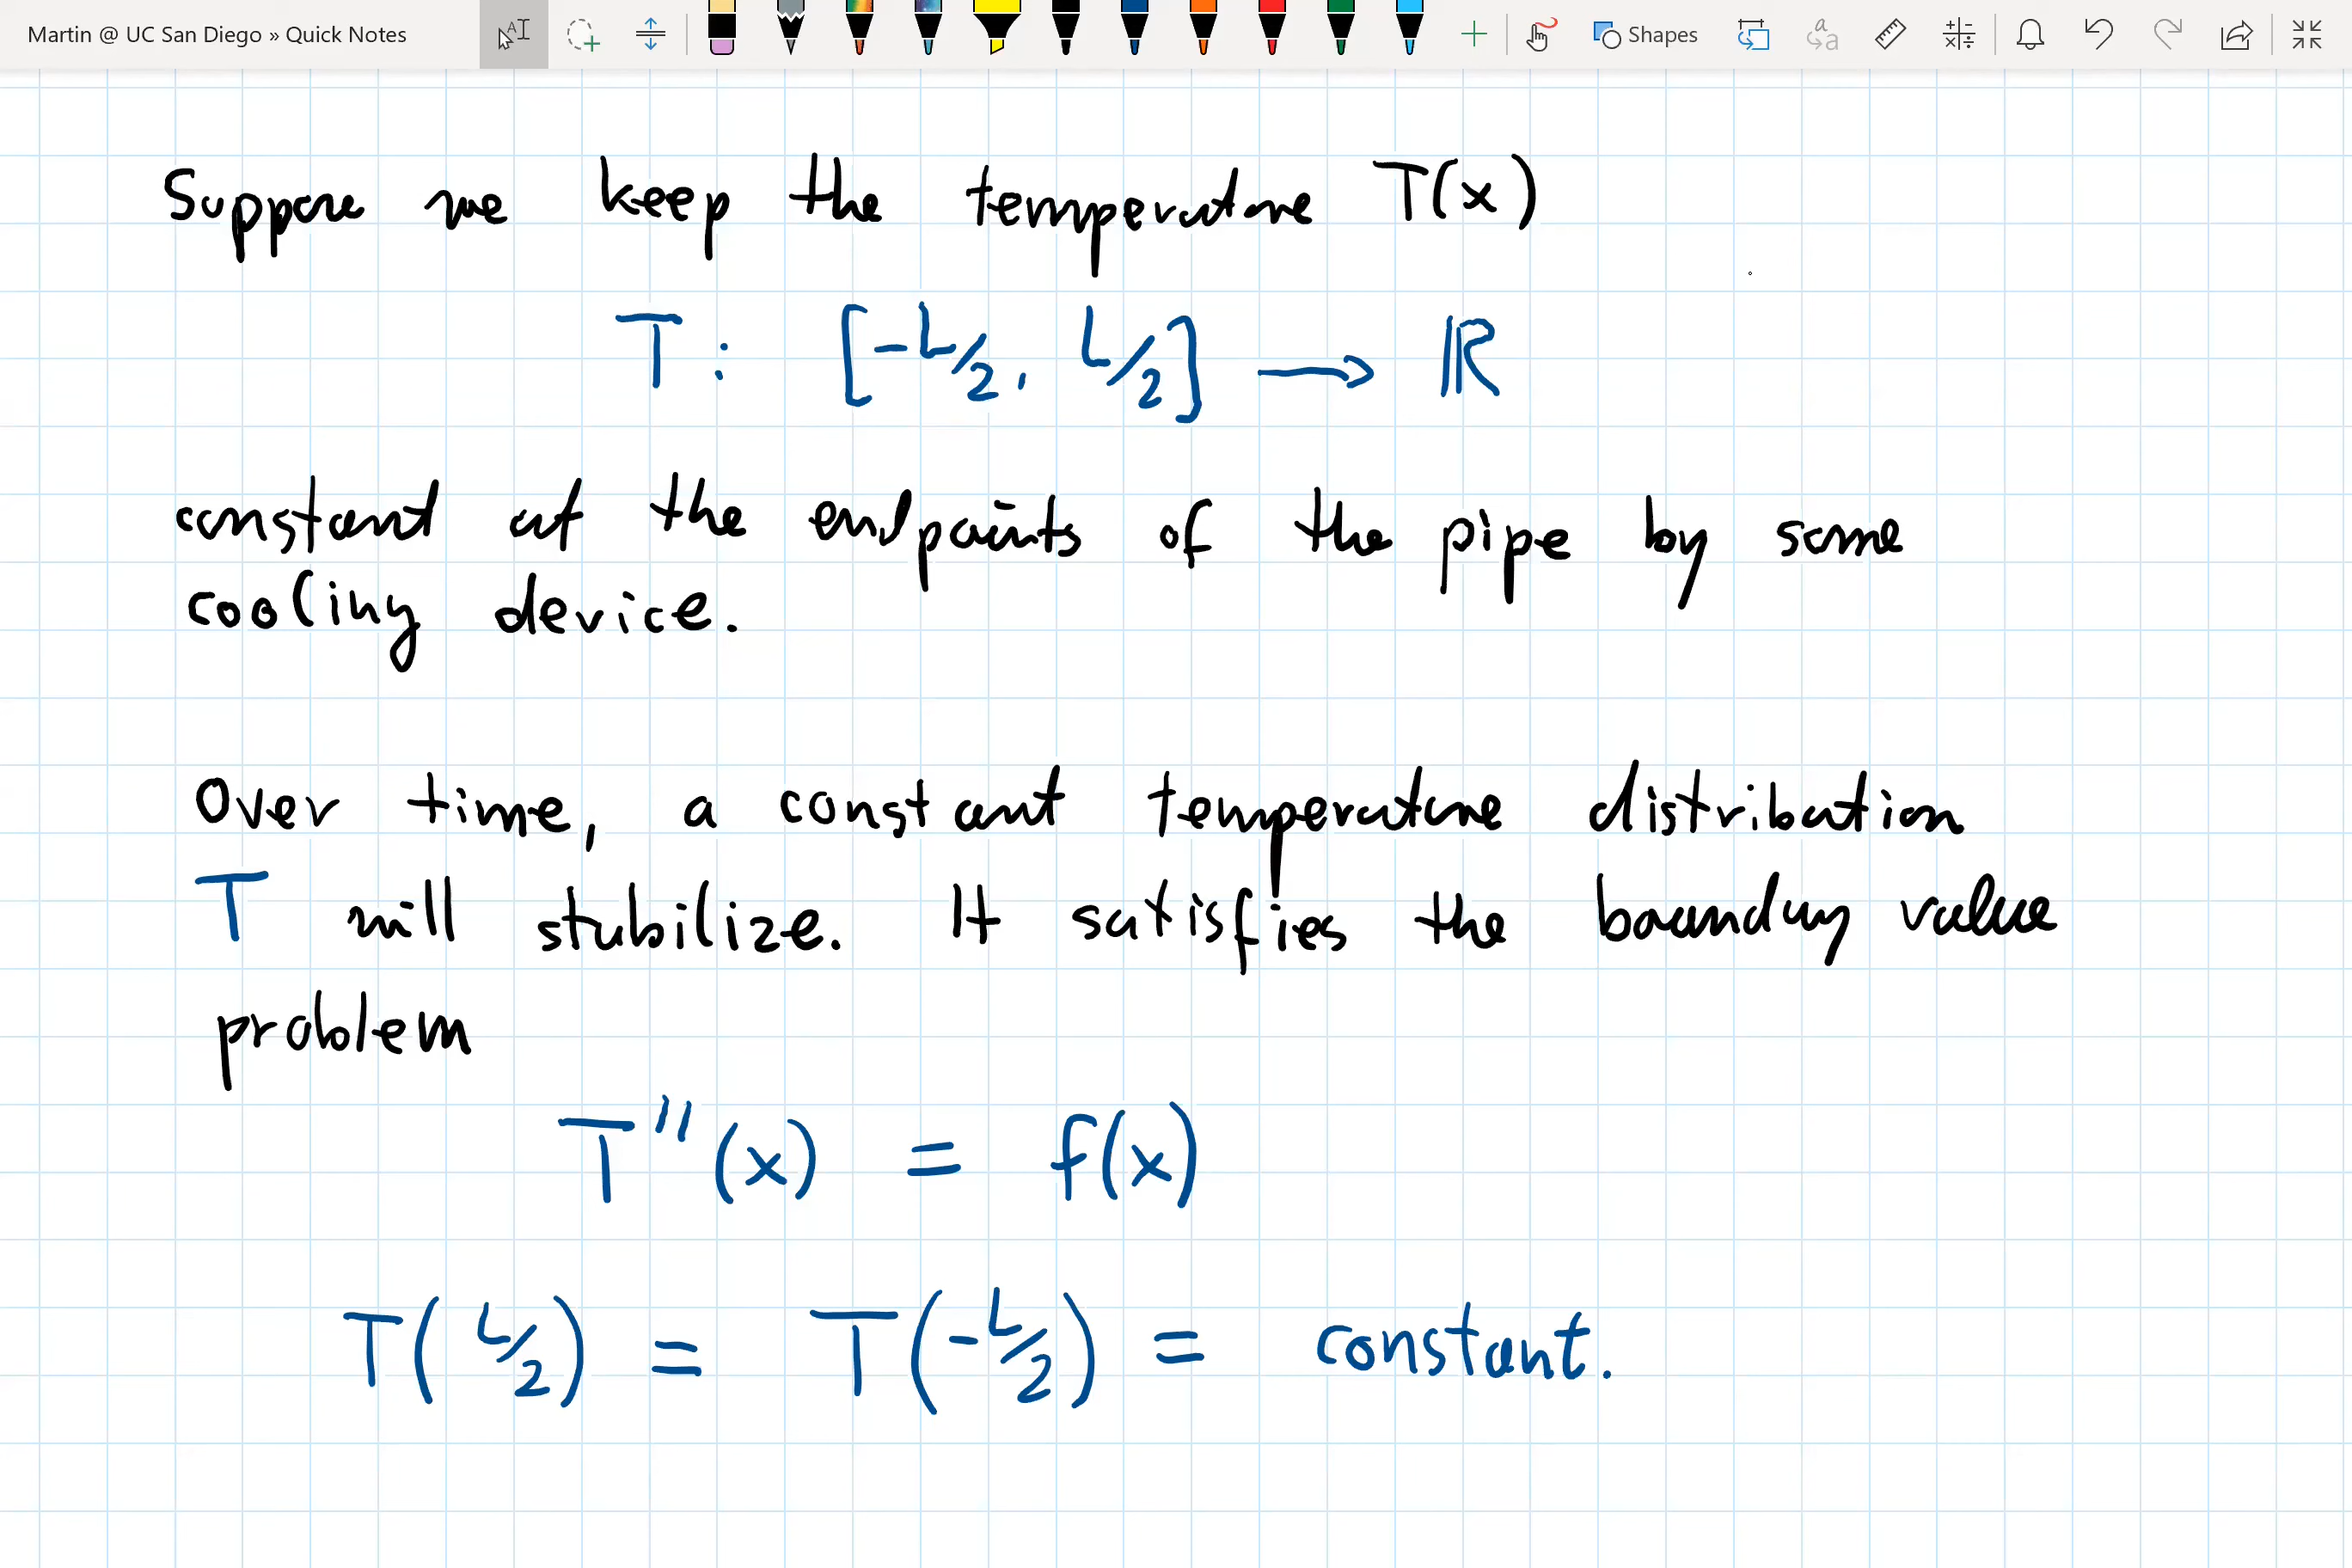 Martin @ UC San Diego » Quick Notes
Shapes
Suppose we keep the temperature T(x)
T : [-L/2, L/2] ⟶ ℝ
constant at the endpoints of the pipe by some
cooling device.
Over time, a constant temperature distribution
T will stabilize. It satisfies the boundary value
problem
T''(x) = f(x)
T(L/2) = T(-L/2) = constant.